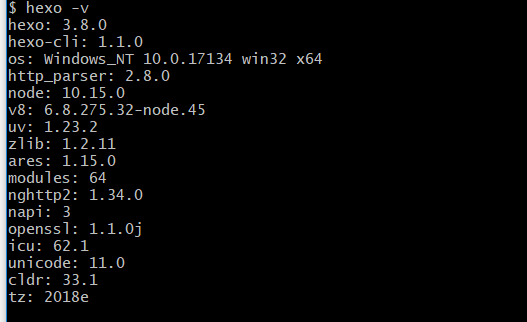 $ hexo -v
hexo: 3.8.0
hexo-cli: 1.1.0
os: Windows_NT 10.0.17134 win32 x64
http_parser: 2.8.0
node: 10.15.0
v8: 6.8.275.32-node.45
uv: 1.23.2
zlib: 1.2.11
ares: 1.15.0
modules: 64
nghttp2: 1.34.0
napi: 3
openssl: 1.1.0j
icu: 62.1
unicode: 11.0
cldr: 33.1
tz: 2018e